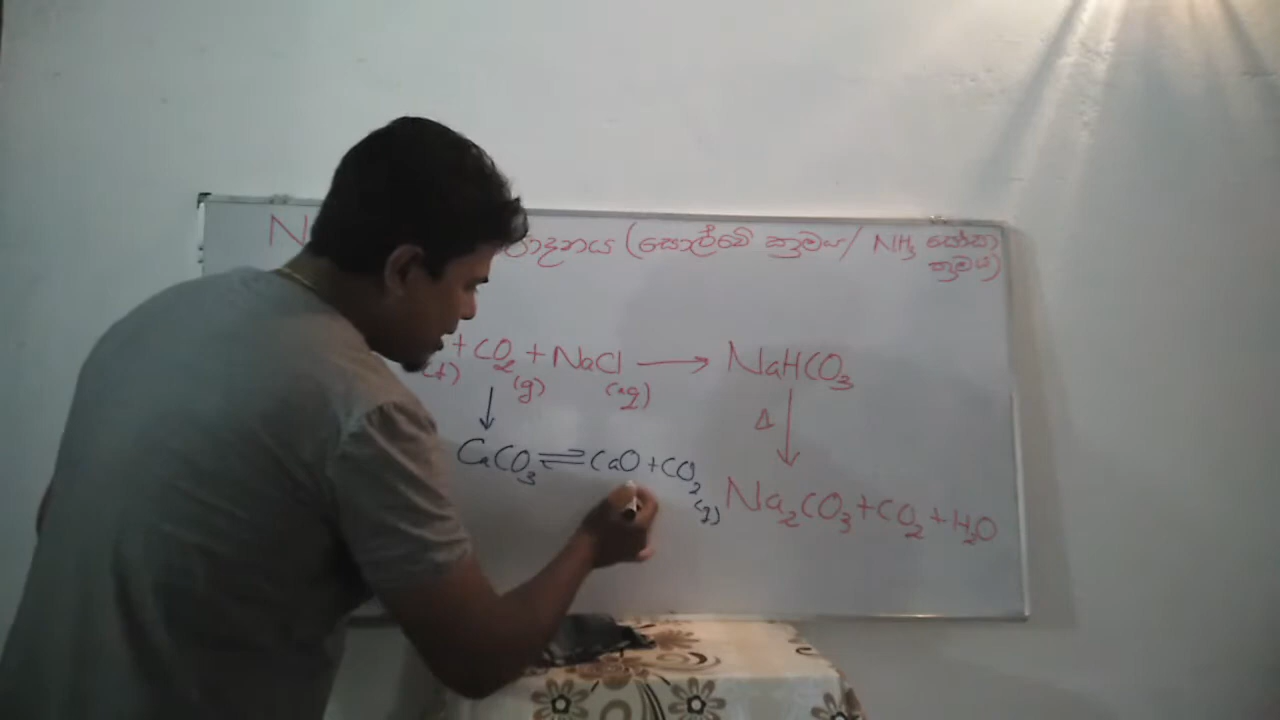 N
පාදනය (සොල්වේ ක්‍රමය/ NH3 සෝඩා
ක්‍රමය)
+ CO2 + NaCl → NaHCO3
(g) (aq)
↓ Δ ↓
CaCO3 ⇌ CaO + CO2
(g)
Na2CO3 + CO2 + H2O